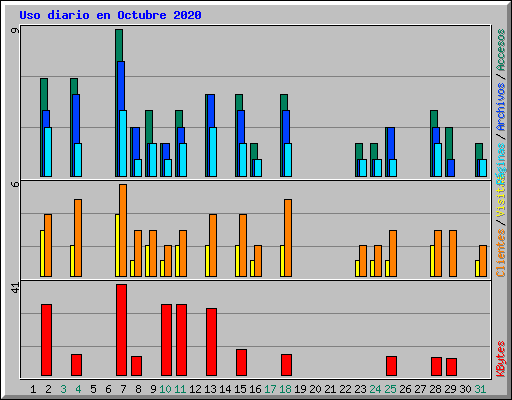 Uso diario en Octubre 2020
9
6
41
Accesos / Archivos / Páginas
Clientes / Visitas
KBytes
1 2 3 4 5 6 7 8 9 10 11 12 13 14 15 16 17 18 19 20 21 22 23 24 25 26 27 28 29 30 31